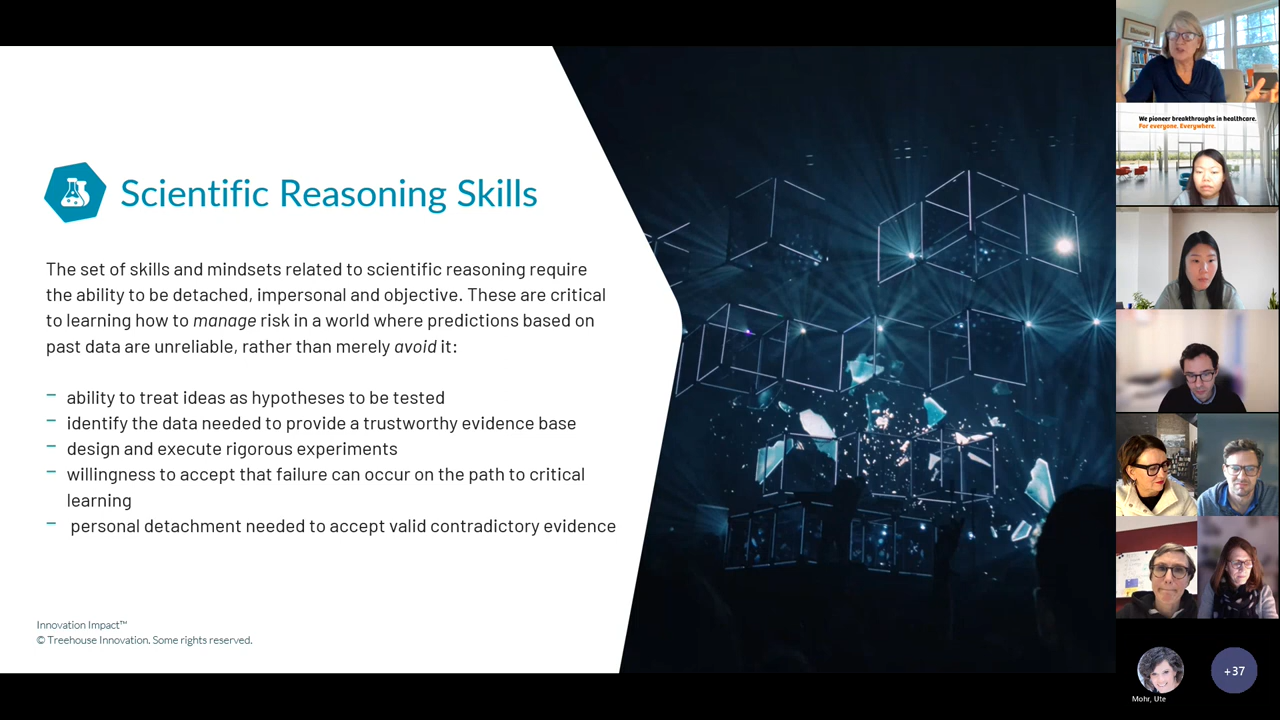 Scientific Reasoning Skills
The set of skills and mindsets related to scientific reasoning require
the ability to be detached, impersonal and objective. These are critical
to learning how to manage risk in a world where predictions based on
past data are unreliable, rather than merely avoid it:
– ability to treat ideas as hypotheses to be tested
– identify the data needed to provide a trustworthy evidence base
– design and execute rigorous experiments
– willingness to accept that failure can occur on the path to critical
learning
– personal detachment needed to accept valid contradictory evidence
Innovation Impact™
© Treehouse Innovation. Some rights reserved.
We pioneer breakthroughs in healthcare.
For everyone. Everywhere.
Mohr, Ute
+37